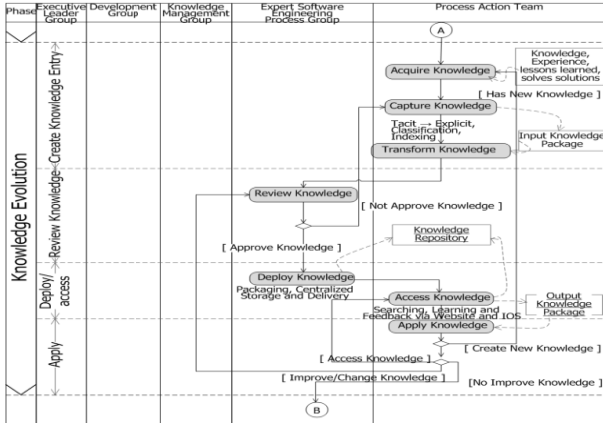 Phase
Executive
Leader
Group
Development
Group
Knowledge
Management
Group
Expert Software
Engineering
Process Group
Process Action Team
A
Knowledge,
Experience,
lessons learned,
solves solutions
Acquire Knowledge
[ Has New Knowledge ]
Capture Knowledge
Tacit → Explicit,
Classification,
Indexing
Input Knowledge
Package
Transform Knowledge
Review Knowledge
[ Not Approve Knowledge ]
[ Approve Knowledge ]
Knowledge
Repository
Deploy Knowledge
Packaging, Centralized
Storage and Delivery
Access Knowledge
Searching, Learning and
Feedback via Website and IOS
Output
Knowledge
Package
Apply Knowledge
[ Create New Knowledge ]
[ Access Knowledge ]
[ Improve/Change Knowledge ]
[No Improve Knowledge ]
B
Knowledge Evolution
Create Knowledge Entry
Review Knowledge
Deploy/
access
Apply